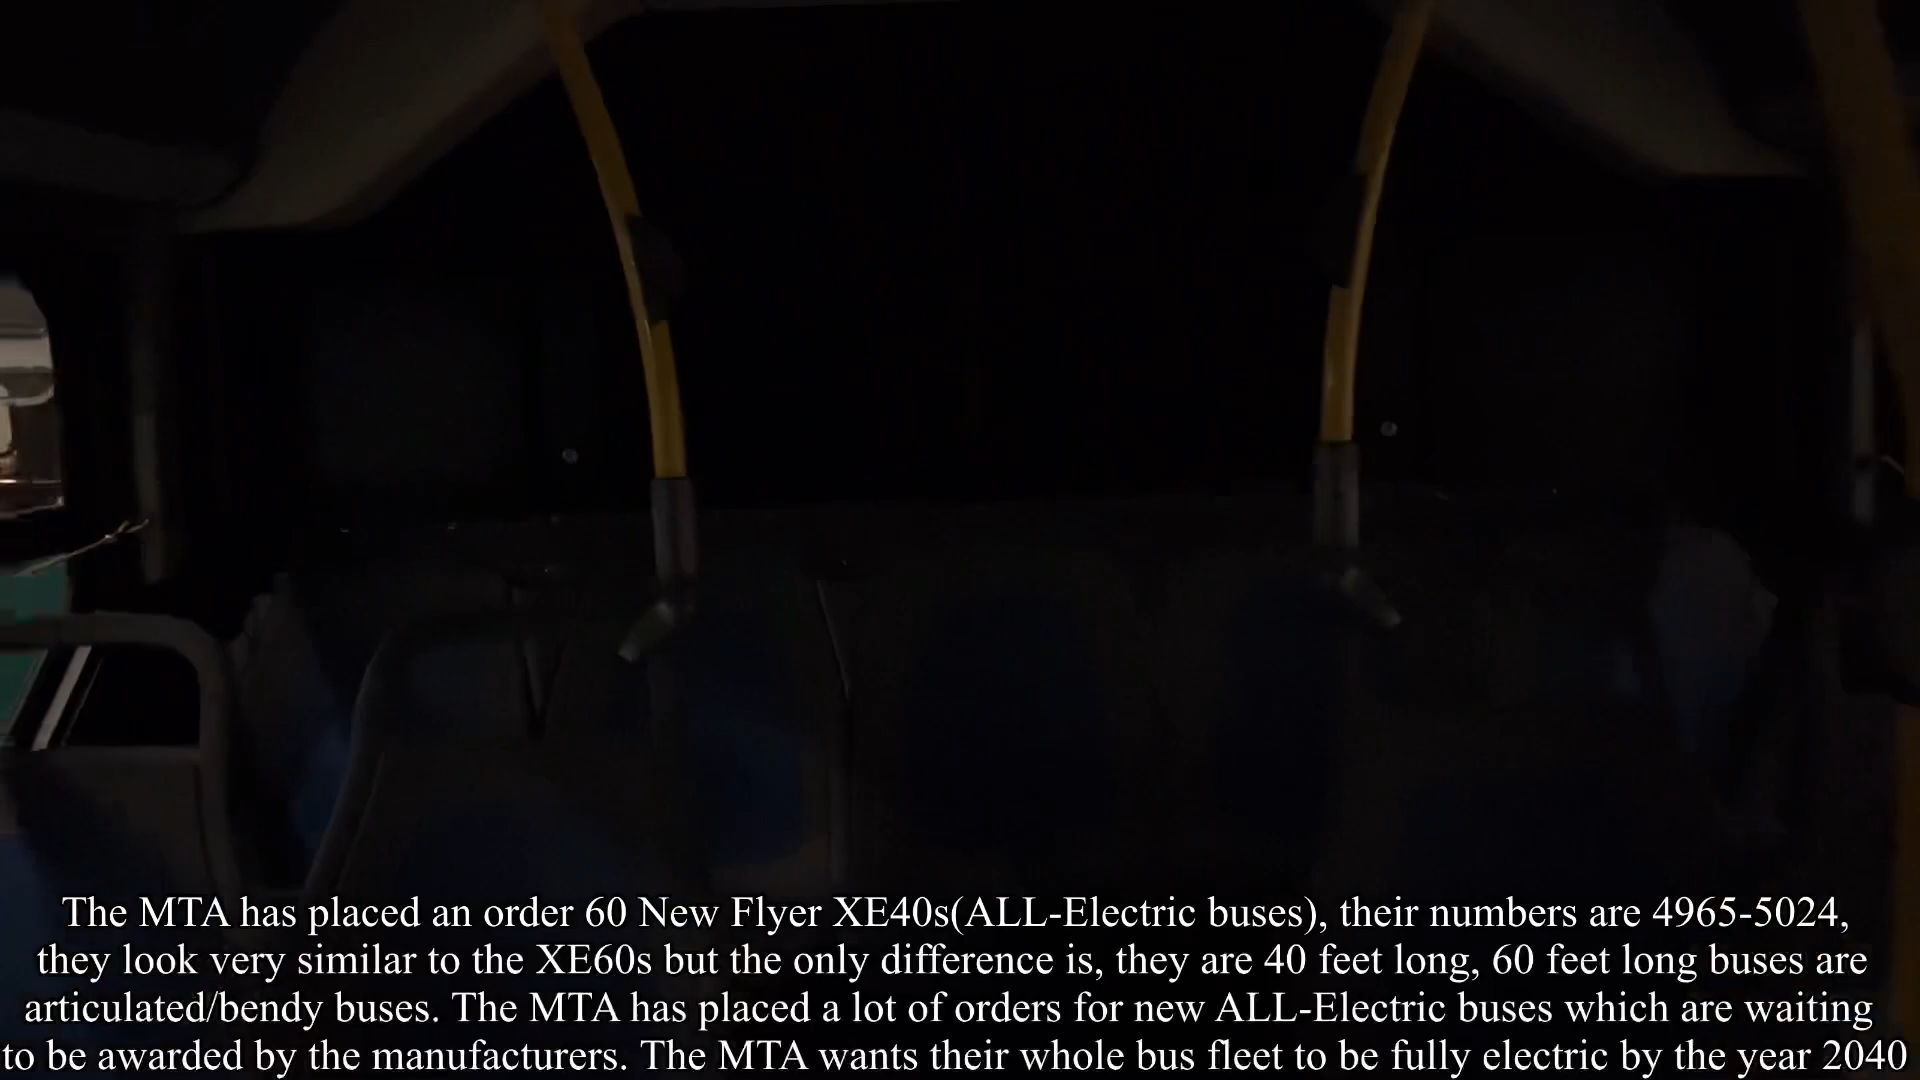 The MTA has placed an order 60 New Flyer XE40s(ALL-Electric buses), their numbers are 4965-5024,
they look very similar to the XE60s but the only difference is, they are 40 feet long, 60 feet long buses are
articulated/bendy buses. The MTA has placed a lot of orders for new ALL-Electric buses which are waiting
to be awarded by the manufacturers. The MTA wants their whole bus fleet to be fully electric by the year 2040